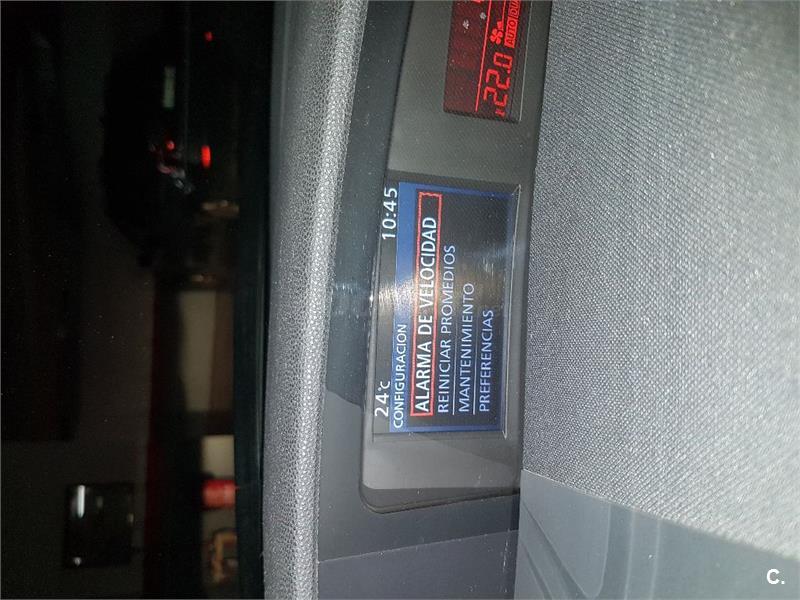 24°C 10:45
CONFIGURACION
ALARMA DE VELOCIDAD
REINICIAR PROMEDIOS
MANTENIMIENTO
PREFERENCIAS
22.0
AUTO
C.